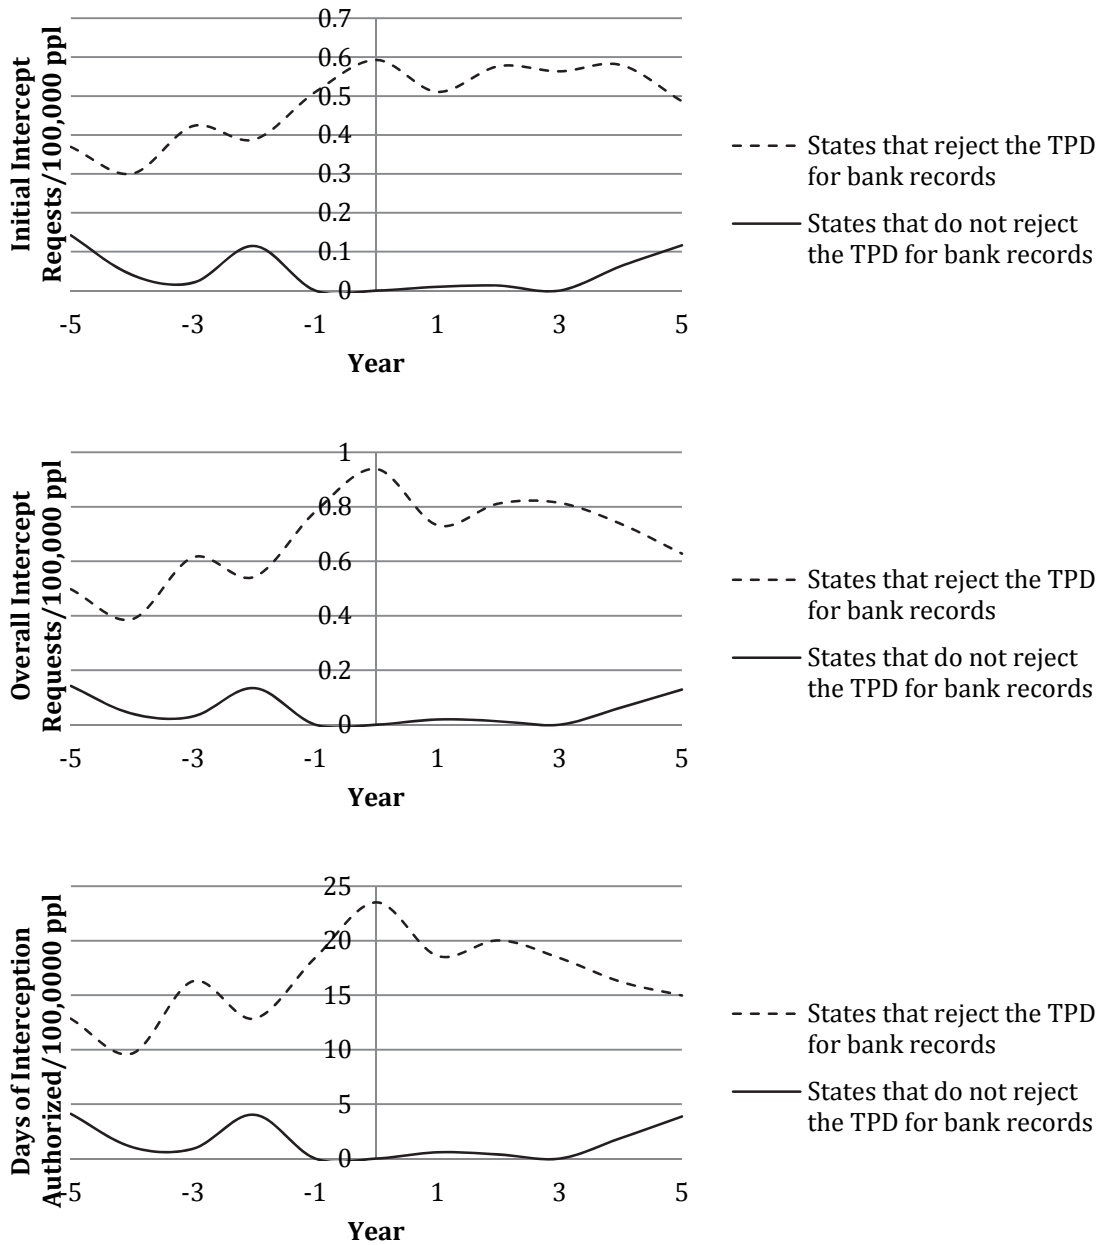 0.7
0.6
0.5
0.4
0.3
0.2
0.1
0
Initial Intercept
Reqests/100,000 ppl
-5 -3 -1 1 3 5
Year
States that reject the TPD
for bank records
States that do not reject
the TPD for bank records
1
0.8
0.6
0.4
0.2
0
Overall Intercept
Requests/100,000 ppl
-5 -3 -1 1 3 5
Year
States that reject the TPD
for bank records
States that do not reject
the TPD for bank records
25
20
15
10
5
0
Days of Interception
Authorized/100,0000 ppl
-5 -3 -1 1 3 5
Year
States that reject the TPD
for bank records
States that do not reject
the TPD for bank records